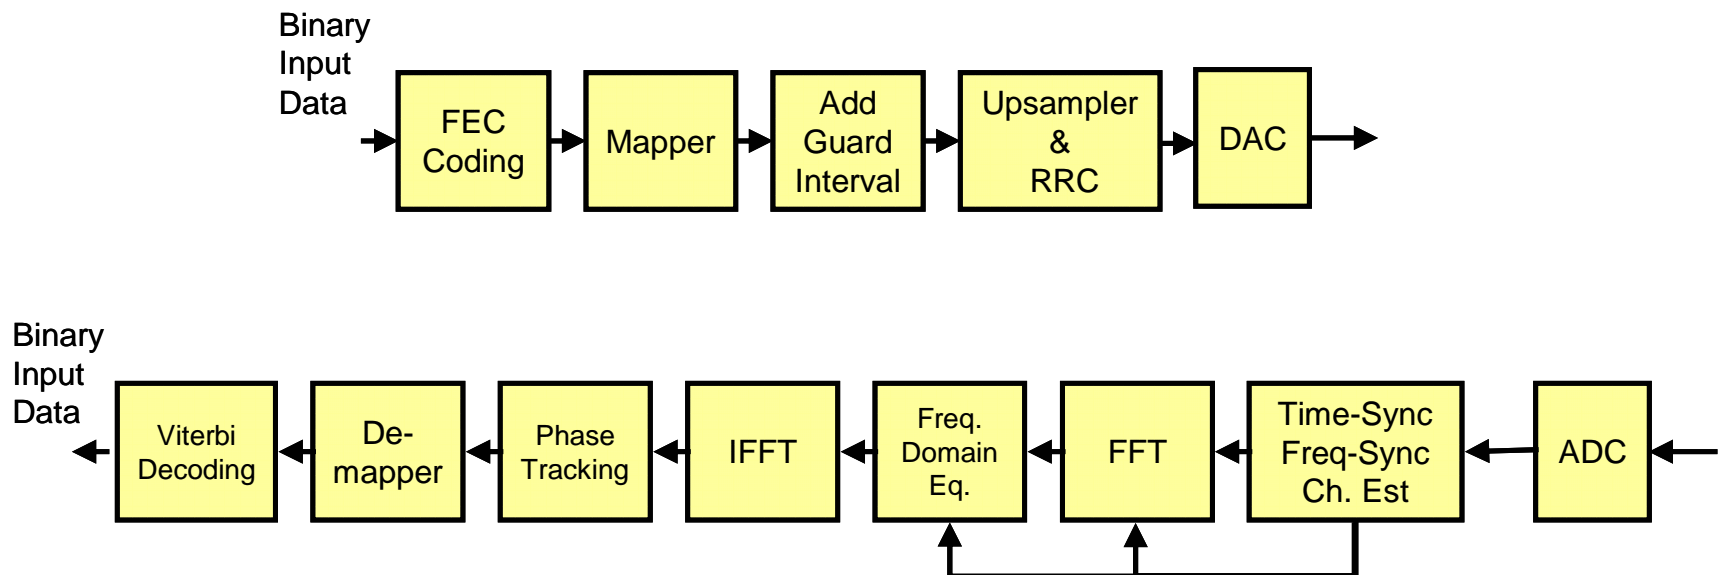 Binary
Input
Data
FEC
Coding
Mapper
Add
Guard
Interval
Upsampler
&
RRC
DAC
Binary
Input
Data
Viterbi
Decoding
De-
mapper
Phase
Tracking
IFFT
Freq.
Domain
Eq.
FFT
Time-Sync
Freq-Sync
Ch. Est
ADC